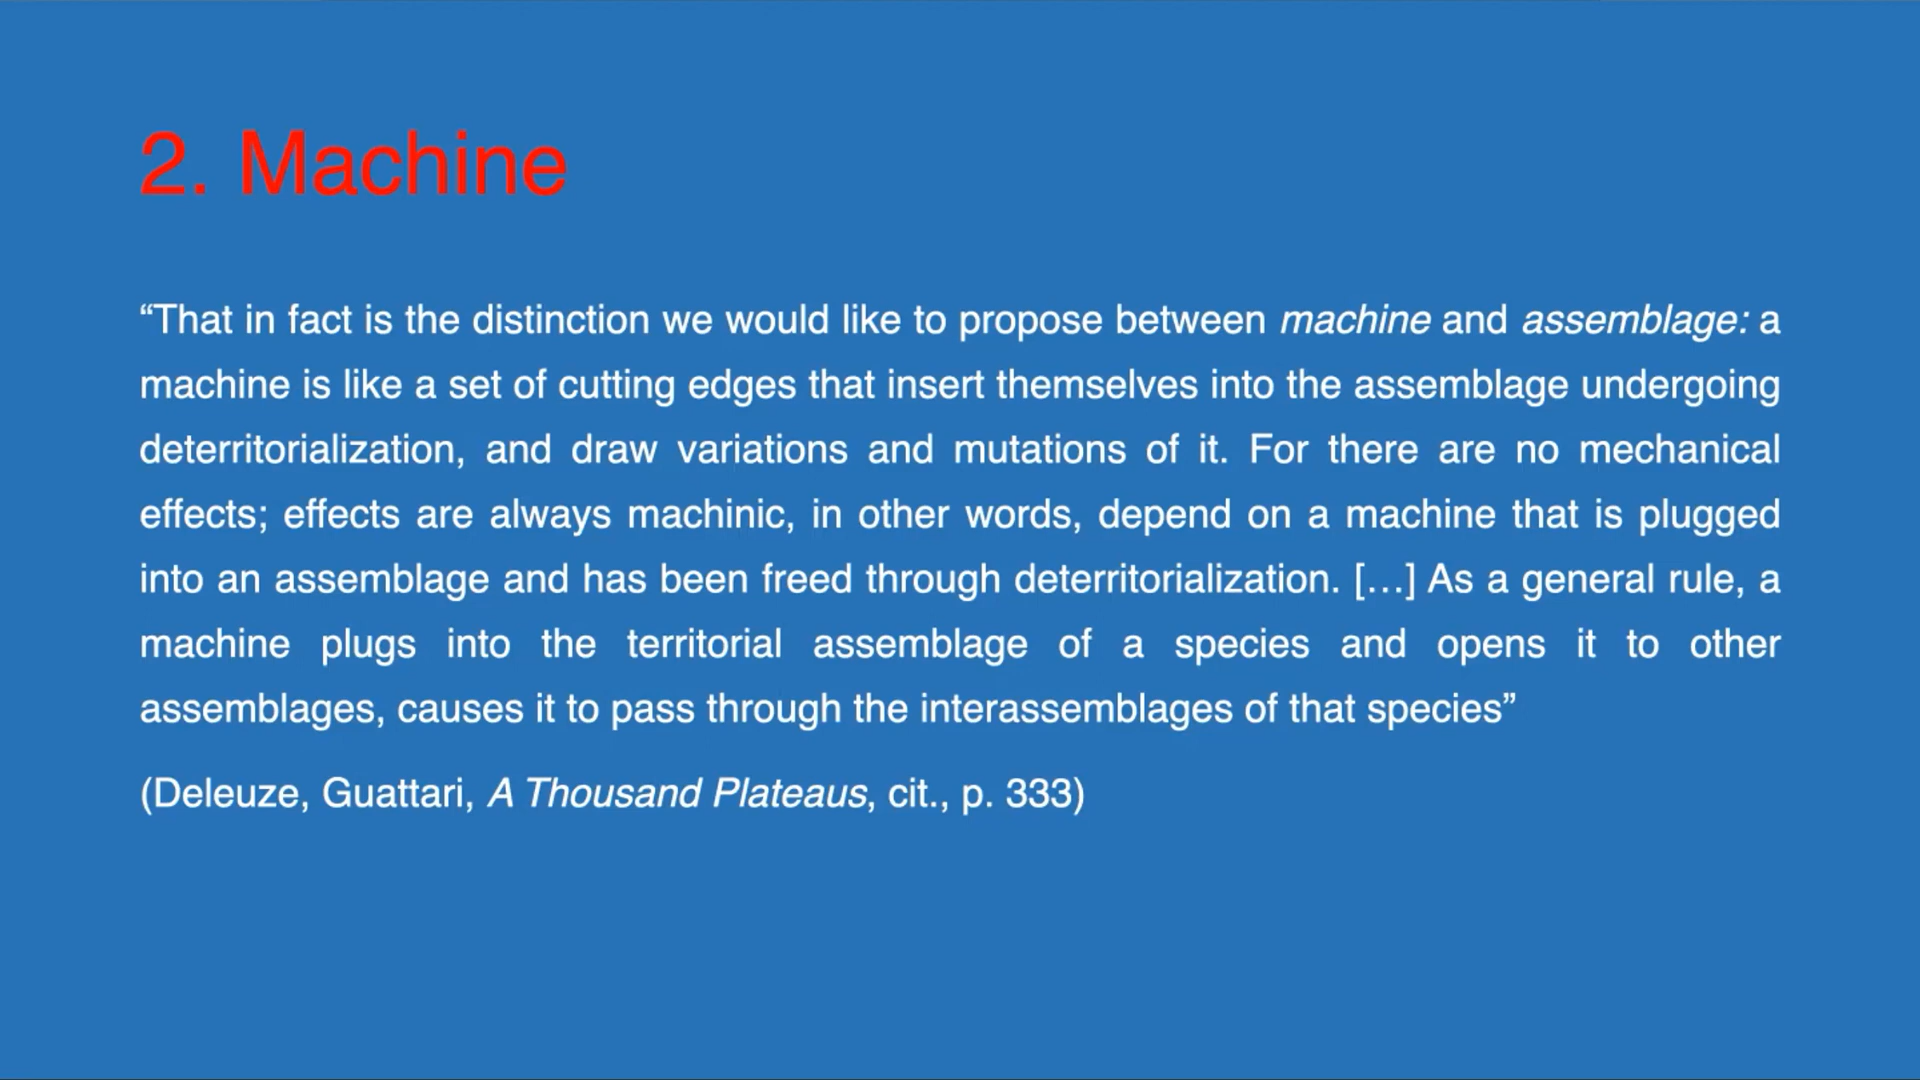 2. Machine
“That in fact is the distinction we would like to propose between machine and assemblage: a
machine is like a set of cutting edges that insert themselves into the assemblage undergoing
deterritorialization, and draw variations and mutations of it. For there are no mechanical
effects; effects are always machinic, in other words, depend on a machine that is plugged
into an assemblage and has been freed through deterritorialization. […] As a general rule, a
machine plugs into the territorial assemblage of a species and opens it to other
assemblages, causes it to pass through the interassemblages of that species”
(Deleuze, Guattari, A Thousand Plateaus, cit., p. 333)